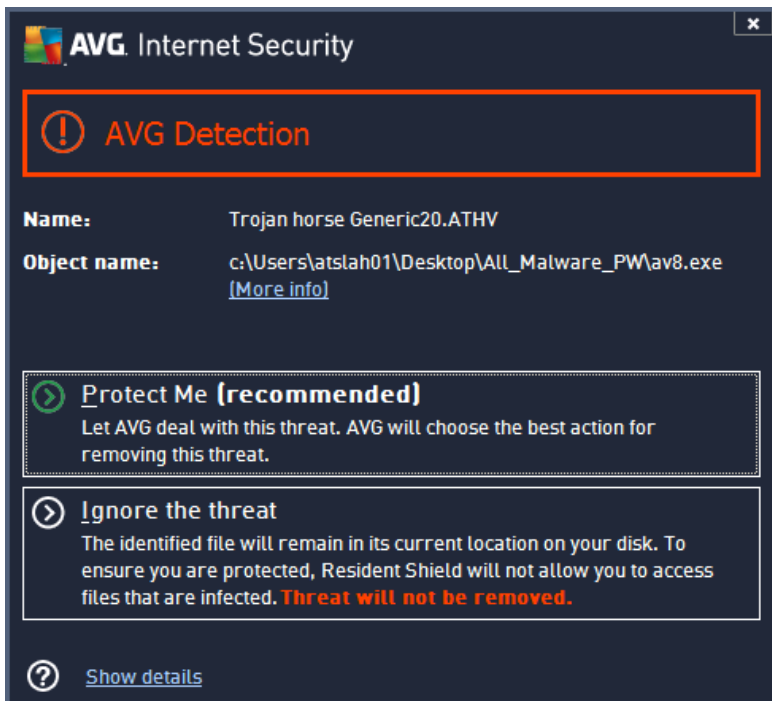 AVG. Internet Security
AVG Detection
Name: Trojan horse Generic20.ATHV
Object name: c:\Users\atslah01\Desktop\All_Malware_PW\av8.exe
(More info)
Protect Me (recommended)
Let AVG deal with this threat. AVG will choose the best action for
removing this threat.
Ignore the threat
The identified file will remain in its current location on your disk. To
ensure you are protected, Resident Shield will not allow you to access
files that are infected. Threat will not be removed.
Show details